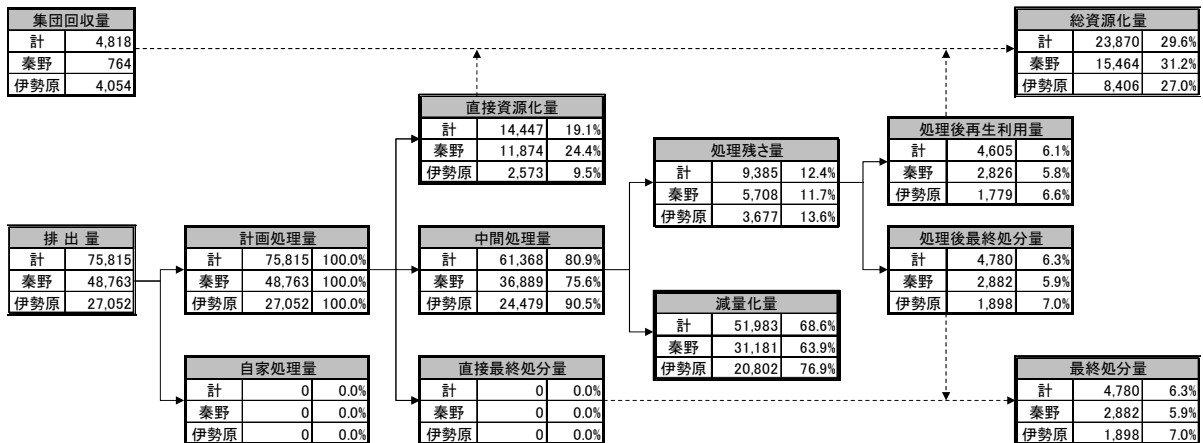 集団回収量
計 4,818
秦野 764
伊勢原 4,054
総資源化量
計 23,870 29.6%
秦野 15,464 31.2%
伊勢原 8,406 27.0%
直接資源化量
計 14,447 19.1%
秦野 11,874 24.4%
伊勢原 2,573 9.5%
処理残さ量
計 9,385 12.4%
秦野 5,708 11.7%
伊勢原 3,677 13.6%
処理後再生利用量
計 4,605 6.1%
秦野 2,826 5.8%
伊勢原 1,779 6.6%
排出量
計 75,815
秦野 48,763
伊勢原 27,052
計画処理量
計 75,815 100.0%
秦野 48,763 100.0%
伊勢原 27,052 100.0%
中間処理量
計 61,368 80.9%
秦野 36,889 75.6%
伊勢原 24,479 90.5%
処理後最終処分量
計 4,780 6.3%
秦野 2,882 5.9%
伊勢原 1,898 7.0%
減量化量
計 51,983 68.6%
秦野 31,181 63.9%
伊勢原 20,802 76.9%
自家処理量
計 0 0.0%
秦野 0 0.0%
伊勢原 0 0.0%
直接最終処分量
計 0 0.0%
秦野 0 0.0%
伊勢原 0 0.0%
最終処分量
計 4,780 6.3%
秦野 2,882 5.9%
伊勢原 1,898 7.0%